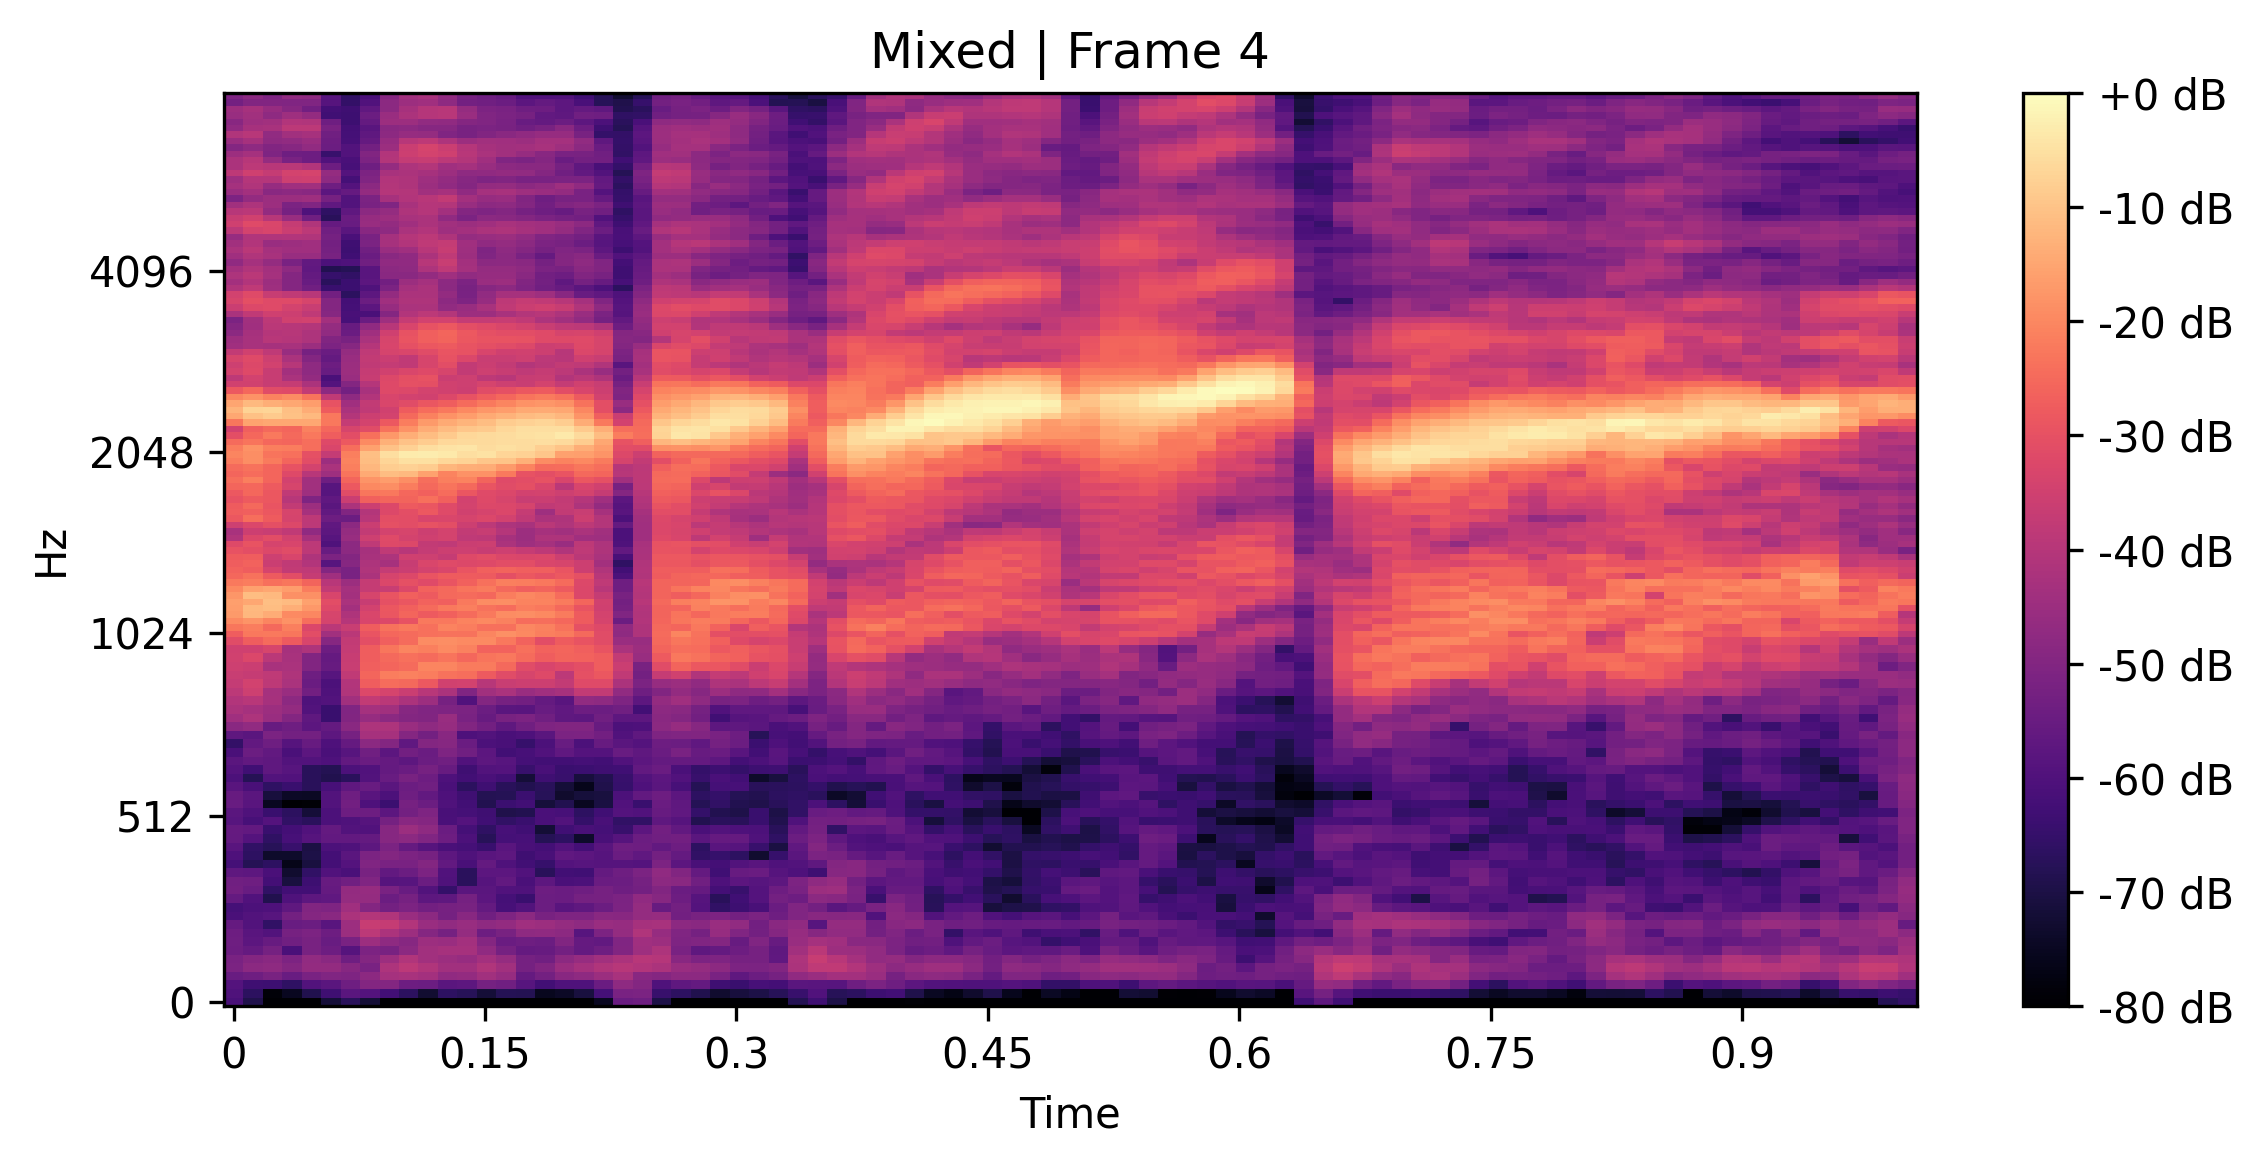 Mixed | Frame 4
+0 dB
-10 dB
-20 dB
-30 dB
-40 dB
-50 dB
-60 dB
-70 dB
-80 dB
4096
2048
1024
512
0
Hz
0 0.15 0.3 0.45 0.6 0.75 0.9
Time